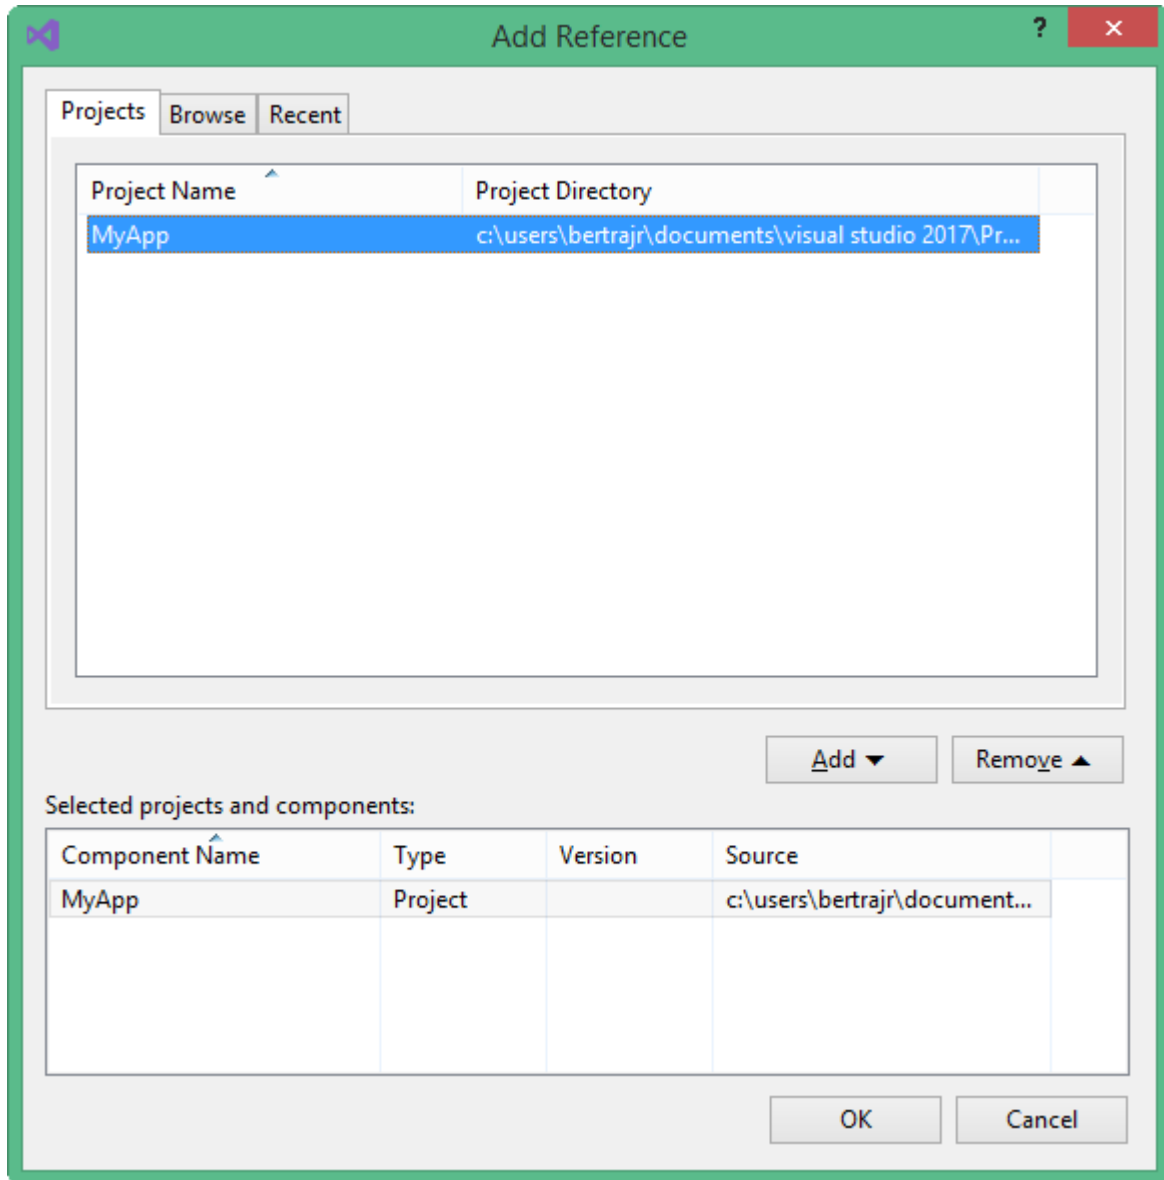 Add Reference
?
Projects Browse Recent
Project Name Project Directory
MyApp c:\users\bertrajr\documents\visual studio 2017\Pr...
Add Remove
Selected projects and components:
Component Name Type Version Source
MyApp Project c:\users\bertrajr\document...
OK Cancel